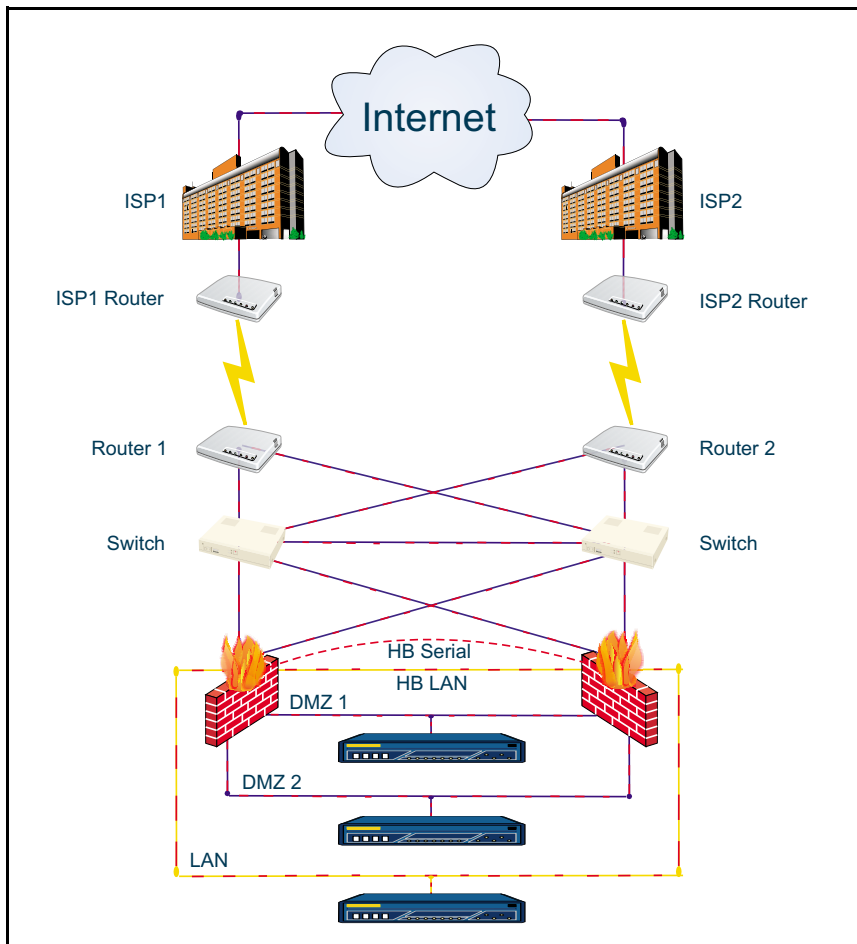 Internet
ISP1
ISP2
ISP1 Router
ISP2 Router
Router 1
Router 2
Switch
Switch
HB Serial
HB LAN
DMZ 1
DMZ 2
LAN